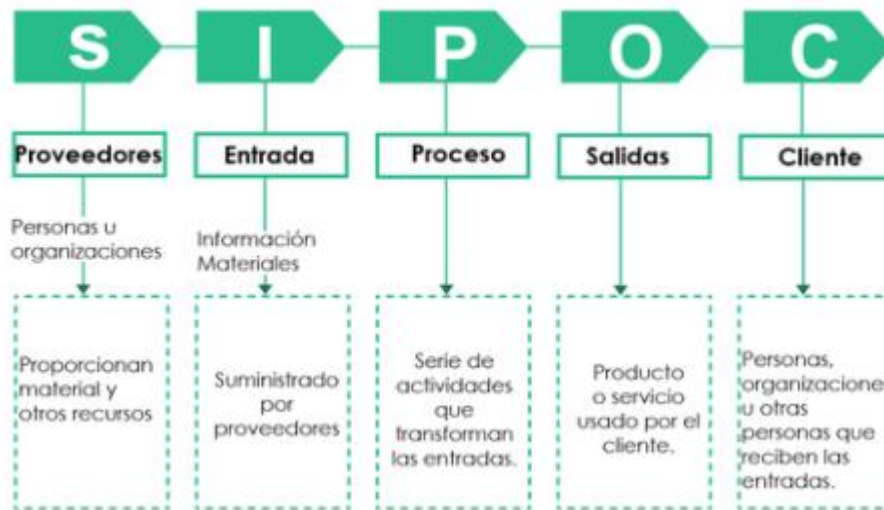 S I P O C
Proveedores
Entrada
Proceso
Salidas
Cliente
Personas u
organizaciones
Información
Materiales
Proporcionan
material y
otros recursos
Suministrado
por
proveedores
Serie de
actividades
que
transforman
las entradas.
Producto
o servicio
usado por el
cliente.
Personas,
organizacione
u otras
personas que
reciben las
entradas.